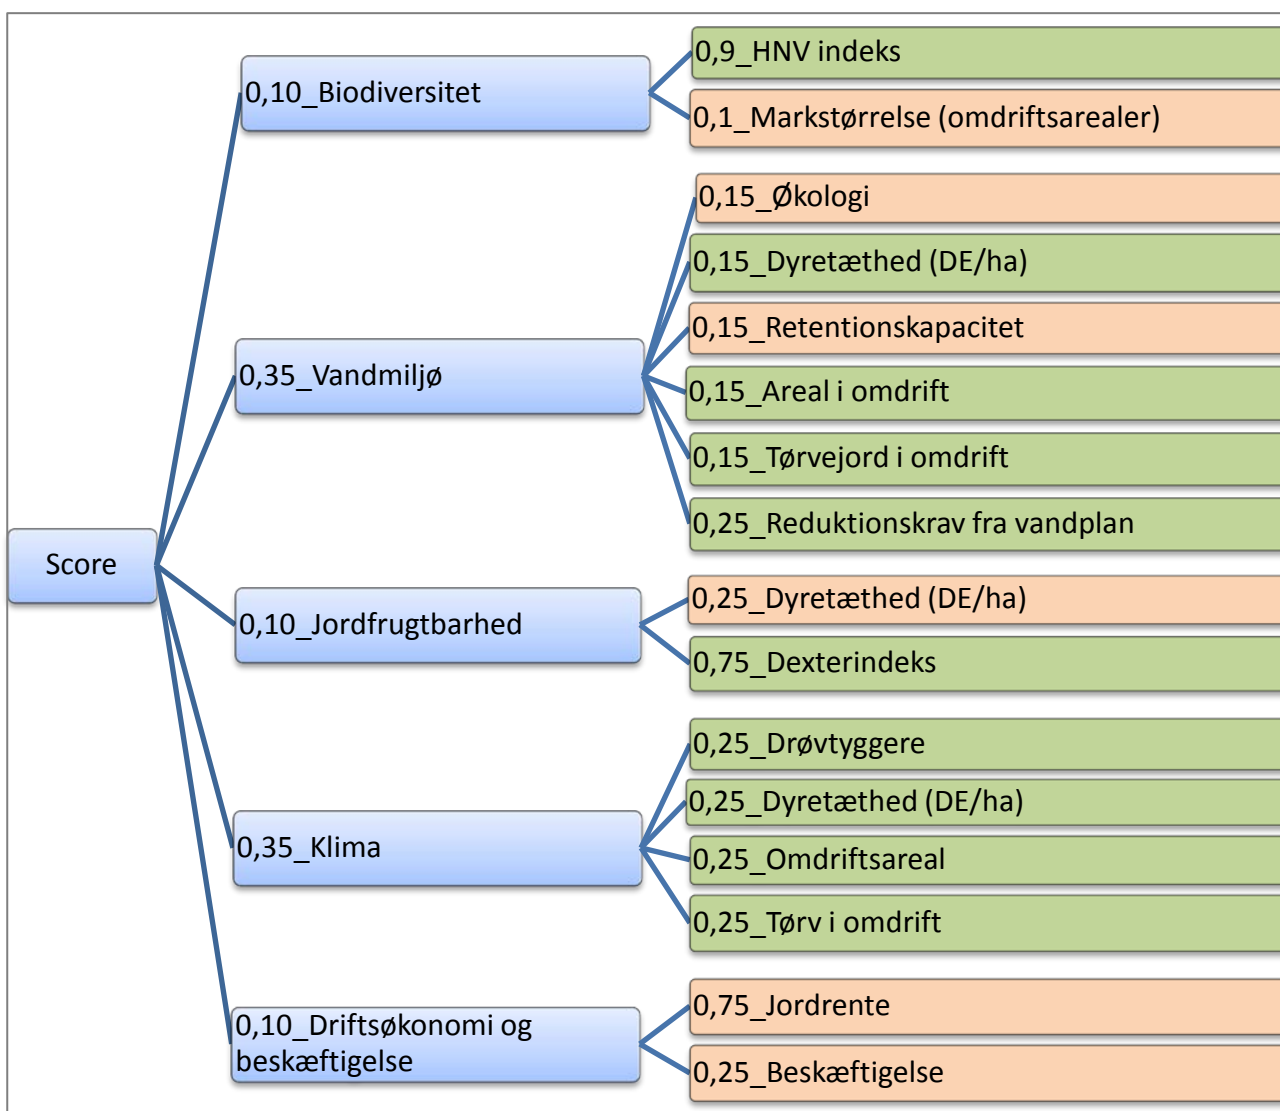 Score
0,10_Biodiversitet
0,9_HNV indeks
0,1_Markstørrelse (omdriftsarealer)
0,35_Vandmiljø
0,15_Økologi
0,15_Dyretæthed (DE/ha)
0,15_Retentionskapacitet
0,15_Areal i omdrift
0,15_Tørvejord i omdrift
0,25_Reduktionskrav fra vandplan
0,10_Jordfrugtbarhed
0,25_Dyretæthed (DE/ha)
0,75_Dexterindeks
0,35_Klima
0,25_Drøvtyggere
0,25_Dyretæthed (DE/ha)
0,25_Omdriftsareal
0,25_Tørv i omdrift
0,10_Driftsøkonomi og
beskæftigelse
0,75_Jordrente
0,25_Beskæftigelse